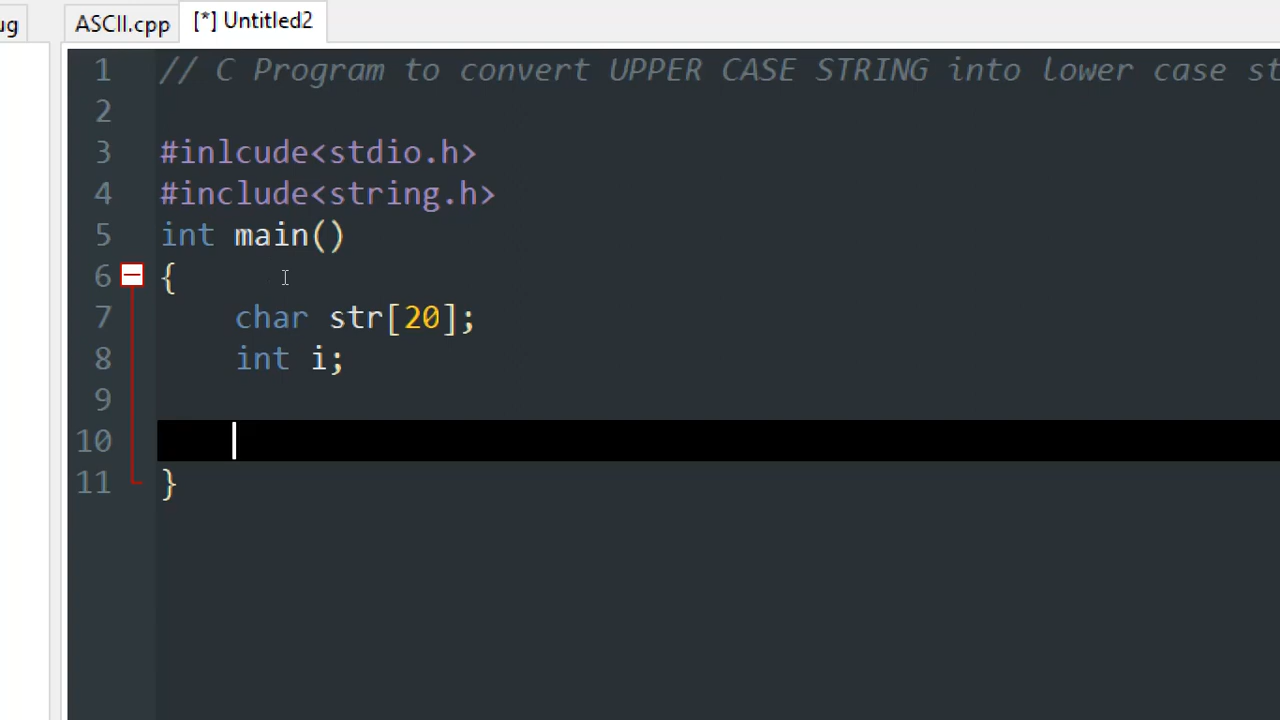 ug ASCII.cpp [*] Untitled2
1 // C Program to convert UPPER CASE STRING into lower case st
2
3 #inlcude<stdio.h>
4 #include<string.h>
5 int main()
6 {
7 char str[20];
8 int i;
9
10
11 }